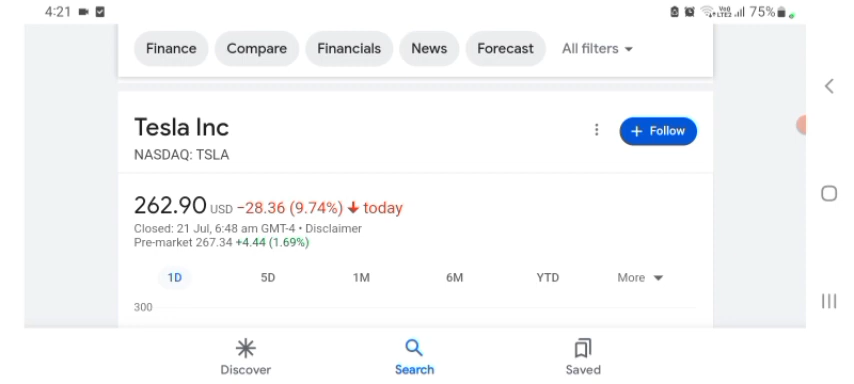 4:21
Vo) LTE2 75%
Finance Compare Financials News Forecast All filters
Tesla Inc
+ Follow
NASDAQ: TSLA
262.90 USD −28.36 (9.74%) today
Closed: 21 Jul, 6:48 am GMT-4 • Disclaimer
Pre-market 267.34 +4.44 (1.69%)
1D 5D 1M 6M YTD More
300
Discover Search Saved